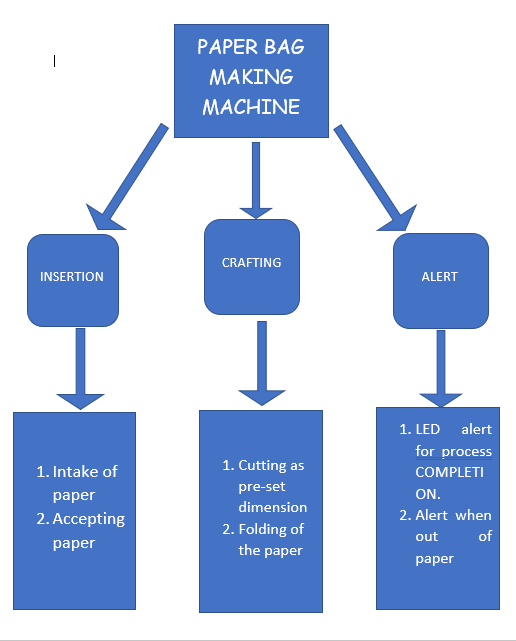 PAPER BAG
MAKING
MACHINE
INSERTION
CRAFTING
ALERT
1. Intake of
paper
2. Accepting
paper
1. Cutting as
pre-set
dimension
2. Folding of
the paper
1. LED alert
for process
COMPLETI
ON.
2. Alert when
out of
paper